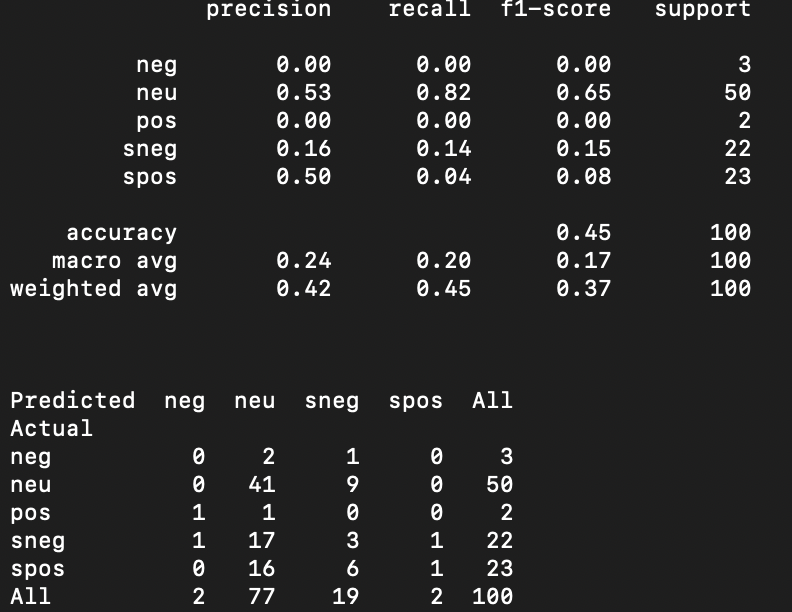 precision recall f1-score support
neg 0.00 0.00 0.00 3
neu 0.53 0.82 0.65 50
pos 0.00 0.00 0.00 2
sneg 0.16 0.14 0.15 22
spos 0.50 0.04 0.08 23
accuracy 0.45 100
macro avg 0.24 0.20 0.17 100
weighted avg 0.42 0.45 0.37 100
Predicted neg neu sneg spos All
Actual
neg 0 2 1 0 3
neu 0 41 9 0 50
pos 1 1 0 0 2
sneg 1 17 3 1 22
spos 0 16 6 1 23
All 2 77 19 2 100